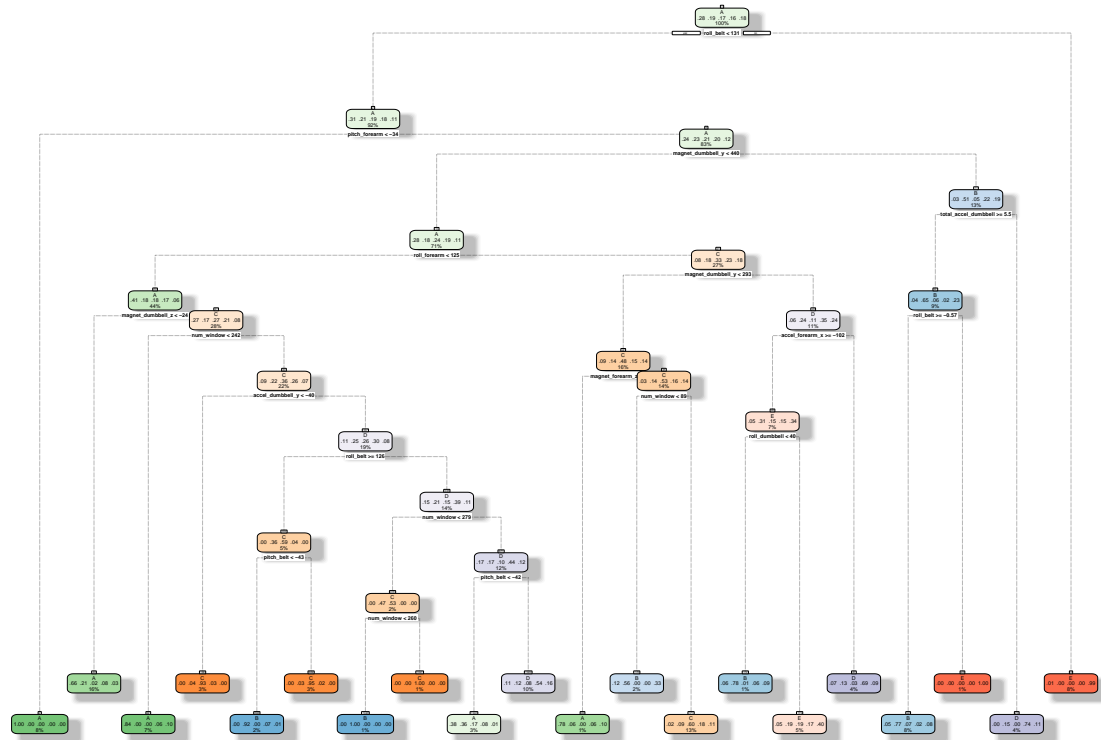 A
.28 .19 .17 .16 .18
100%
roll_belt < 131
A
.31 .21 .19 .18 .11
92%
pitch_forearm < −34
A
.24 .23 .21 .20 .12
83%
magnet_dumbbell_y < 440
B
.03 .51 .05 .22 .19
13%
total_accel_dumbbell >= 5.5
A
.28 .18 .24 .19 .11
71%
roll_forearm < 125
C
.08 .18 .33 .23 .18
27%
magnet_dumbbell_y < 293
A
.41 .18 .18 .17 .06
44%
magnet_dumbbell_z < −24
B
.04 .65 .06 .02 .23
9%
roll_belt >= −0.57
C
.27 .17 .27 .21 .08
28%
num_window < 242
D
.06 .24 .11 .35 .24
11%
accel_forearm_x >= −102
C
.09 .14 .48 .15 .14
16%
magnet_forearm_z
C
.09 .22 .36 .26 .07
22%
accel_dumbbell_y < −40
C
.03 .14 .53 .16 .14
14%
num_window < 89
E
.05 .31 .15 .15 .34
7%
roll_dumbbell < 40
D
.11 .25 .26 .30 .08
19%
roll_belt >= 126
D
.15 .21 .15 .39 .11
14%
num_window < 279
C
.00 .36 .59 .04 .00
5%
pitch_belt < −43
D
.17 .17 .10 .44 .12
12%
pitch_belt < −42
C
.00 .47 .53 .00 .00
2%
num_window < 260
A
.66 .21 .02 .08 .03
16%
C
.00 .04 .93 .03 .00
3%
C
.00 .03 .95 .02 .00
3%
C
.00 .00 1.00 .00 .00
1%
D
.11 .12 .08 .54 .16
10%
B
.12 .56 .00 .00 .33
2%
B
.06 .78 .01 .06 .09
1%
D
.07 .13 .03 .69 .09
4%
E
.00 .00 .00 .00 1.00
1%
E
.01 .00 .00 .00 .99
8%
A
1.00 .00 .00 .00 .00
8%
A
.84 .00 .00 .06 .10
7%
B
.00 .92 .00 .07 .01
2%
B
.00 1.00 .00 .00 .00
1%
A
.38 .36 .17 .08 .01
3%
A
.78 .06 .00 .06 .10
1%
C
.02 .09 .60 .18 .11
13%
E
.05 .19 .19 .17 .40
5%
B
.05 .77 .07 .02 .08
8%
D
.00 .15 .00 .74 .11
4%